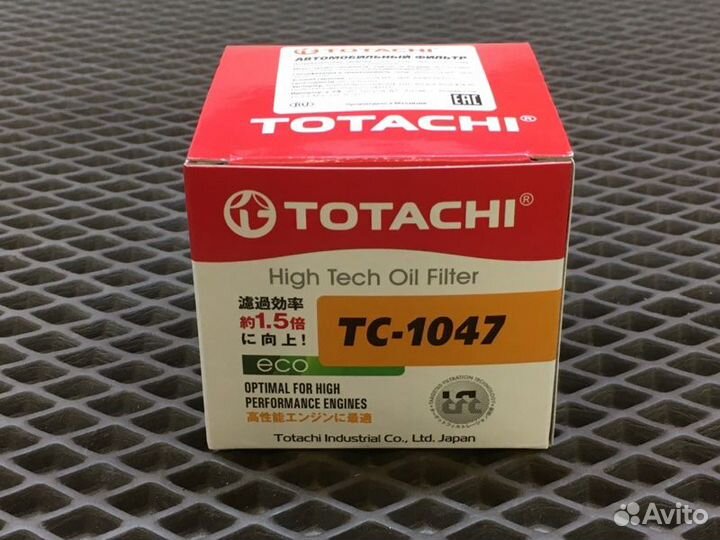 TOTACHI
АВТОМОБИЛЬНЫЙ ФИЛЬТР
EAC
TOTACHI®
TOTACHI®
High Tech Oil Filter
濾過効率
約1.5倍
に向上!
TC-1047
eco
OPTIMAL FOR HIGH
PERFORMANCE ENGINES
高性能エンジンに最適
Totachi Industrial Co., Ltd. Japan
Avito